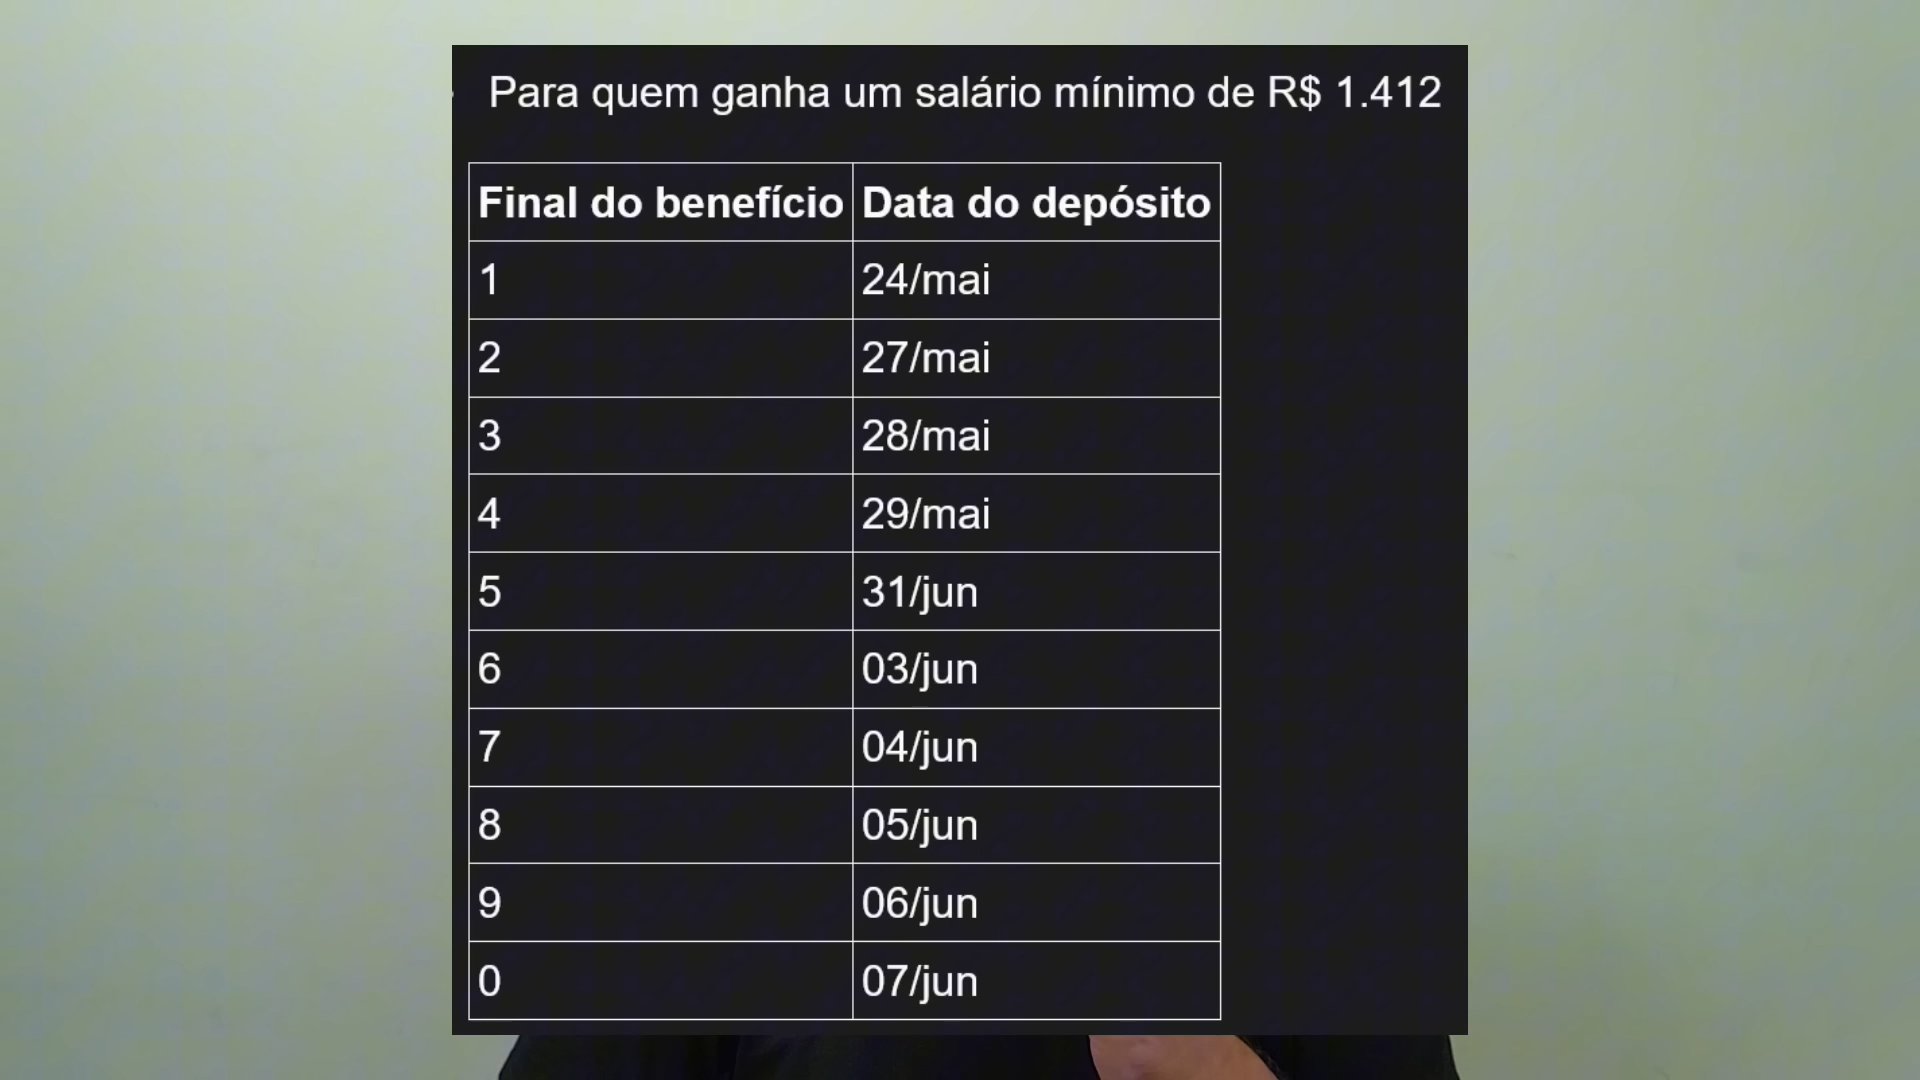 Para quem ganha um salário mínimo de R$ 1.412
Final do benefício Data do depósito
1 24/mai
2 27/mai
3 28/mai
4 29/mai
5 31/jun
6 03/jun
7 04/jun
8 05/jun
9 06/jun
0 07/jun